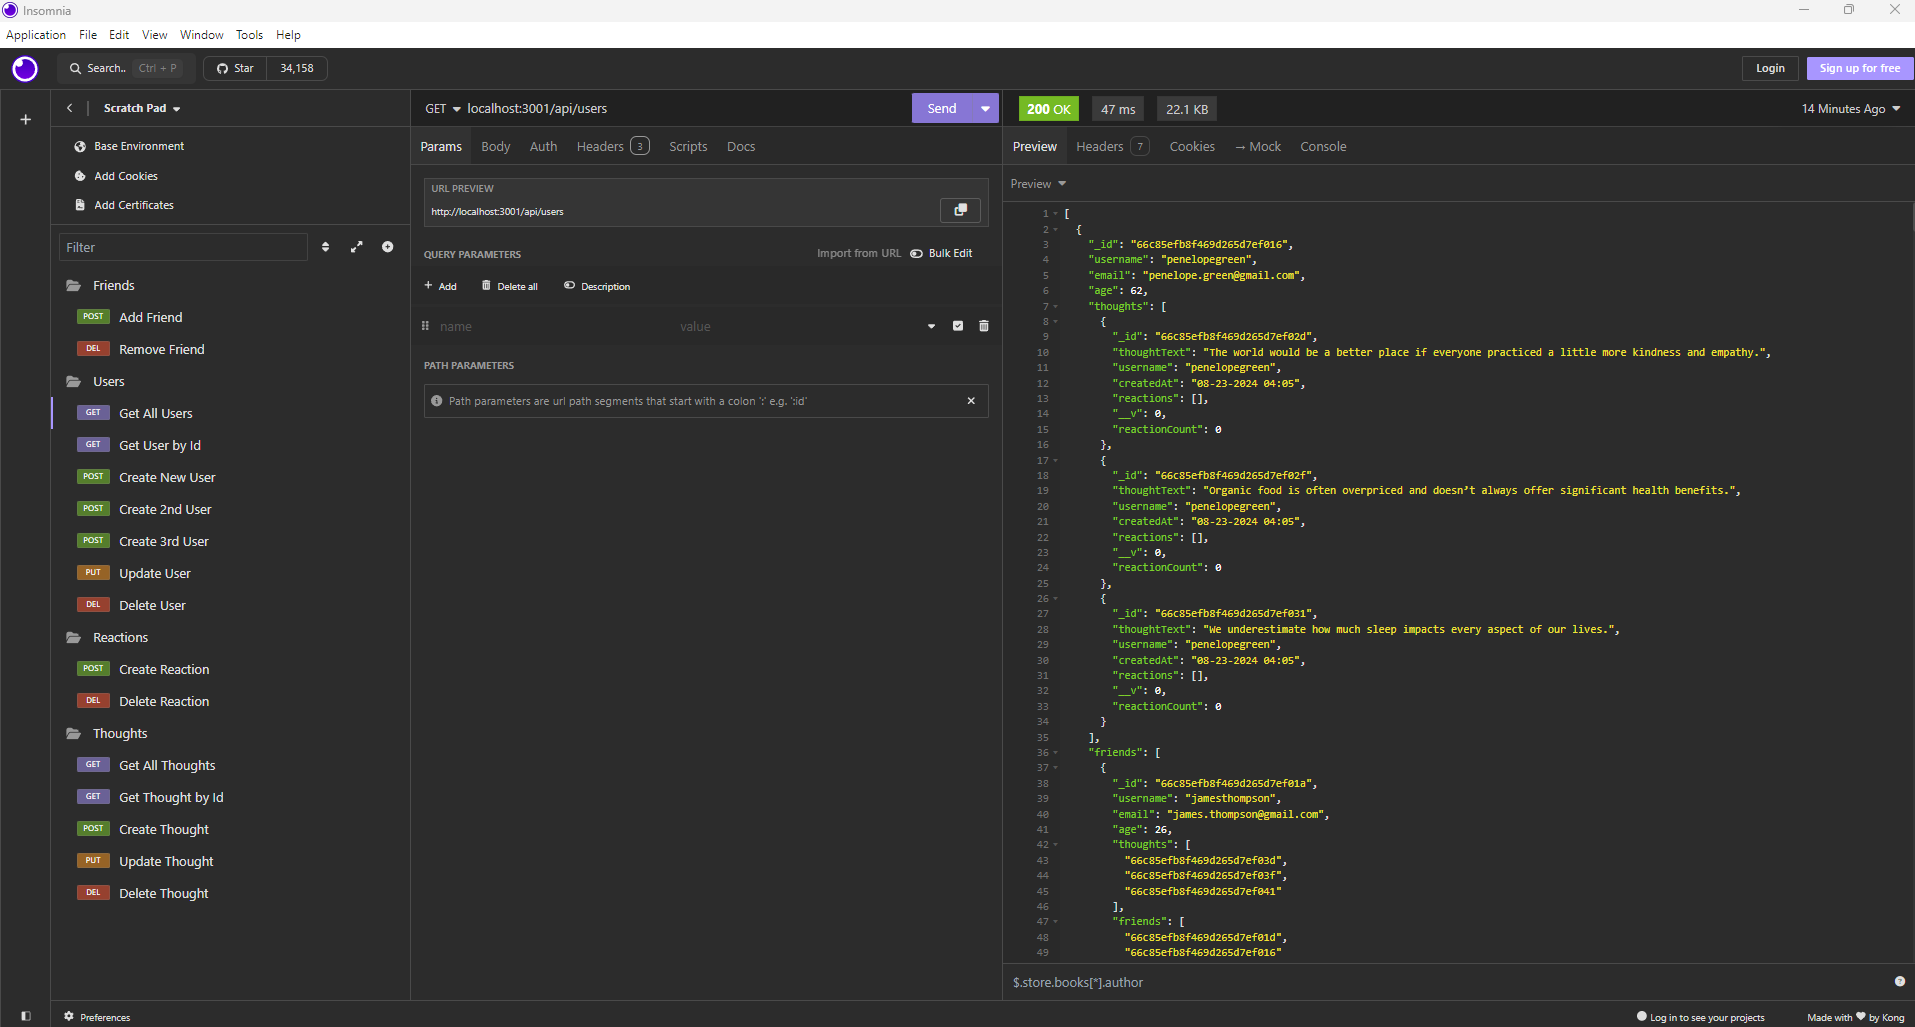 Insomnia
Application File Edit View Window Tools Help
Search.. Ctrl + P Star 34,158 Login Sign up for free
Scratch Pad
Base Environment
Add Cookies
Add Certificates
Filter
Friends
POST Add Friend
DEL Remove Friend
Users
GET Get All Users
GET Get User by Id
POST Create New User
POST Create 2nd User
POST Create 3rd User
PUT Update User
DEL Delete User
Reactions
POST Create Reaction
DEL Delete Reaction
Thoughts
GET Get All Thoughts
GET Get Thought by Id
POST Create Thought
PUT Update Thought
DEL Delete Thought
GET localhost:3001/api/users Send
Params Body Auth Headers 3 Scripts Docs
URL PREVIEW
http://localhost:3001/api/users
QUERY PARAMETERS Import from URL Bulk Edit
+ Add Delete all Description
name value
PATH PARAMETERS
Path parameters are url path segments that start with a colon ':' e.g. ':id'
200 OK 47 ms 22.1 KB 14 Minutes Ago
Preview Headers 7 Cookies → Mock Console
Preview
1 [
2 {
3 "_id": "66c85efb8f469d265d7ef016",
4 "username": "penelopegreen",
5 "email": "penelope.green@gmail.com",
6 "age": 62,
7 "thoughts": [
8 {
9 "_id": "66c85efb8f469d265d7ef02d",
10 "thoughtText": "The world would be a better place if everyone practiced a little more kindness and empathy.",
11 "username": "penelopegreen",
12 "createdAt": "08-23-2024 04:05",
13 "reactions": [],
14 "__v": 0,
15 "reactionCount": 0
16 },
17 {
18 "_id": "66c85efb8f469d265d7ef02f",
19 "thoughtText": "Organic food is often overpriced and doesn’t always offer significant health benefits.",
20 "username": "penelopegreen",
21 "createdAt": "08-23-2024 04:05",
22 "reactions": [],
23 "__v": 0,
24 "reactionCount": 0
25 },
26 {
27 "_id": "66c85efb8f469d265d7ef031",
28 "thoughtText": "We underestimate how much sleep impacts every aspect of our lives.",
29 "username": "penelopegreen",
30 "createdAt": "08-23-2024 04:05",
31 "reactions": [],
32 "__v": 0,
33 "reactionCount": 0
34 }
35 ],
36 "friends": [
37 {
38 "_id": "66c85efb8f469d265d7ef01a",
39 "username": "jamesthompson",
40 "email": "james.thompson@gmail.com",
41 "age": 26,
42 "thoughts": [
43 "66c85efb8f469d265d7ef03d",
44 "66c85efb8f469d265d7ef03f",
45 "66c85efb8f469d265d7ef041"
46 ],
47 "friends": [
48 "66c85efb8f469d265d7ef01d",
49 "66c85efb8f469d265d7ef016"
$.store.books[*].author
Preferences Log in to see your projects Made with ♥ by Kong